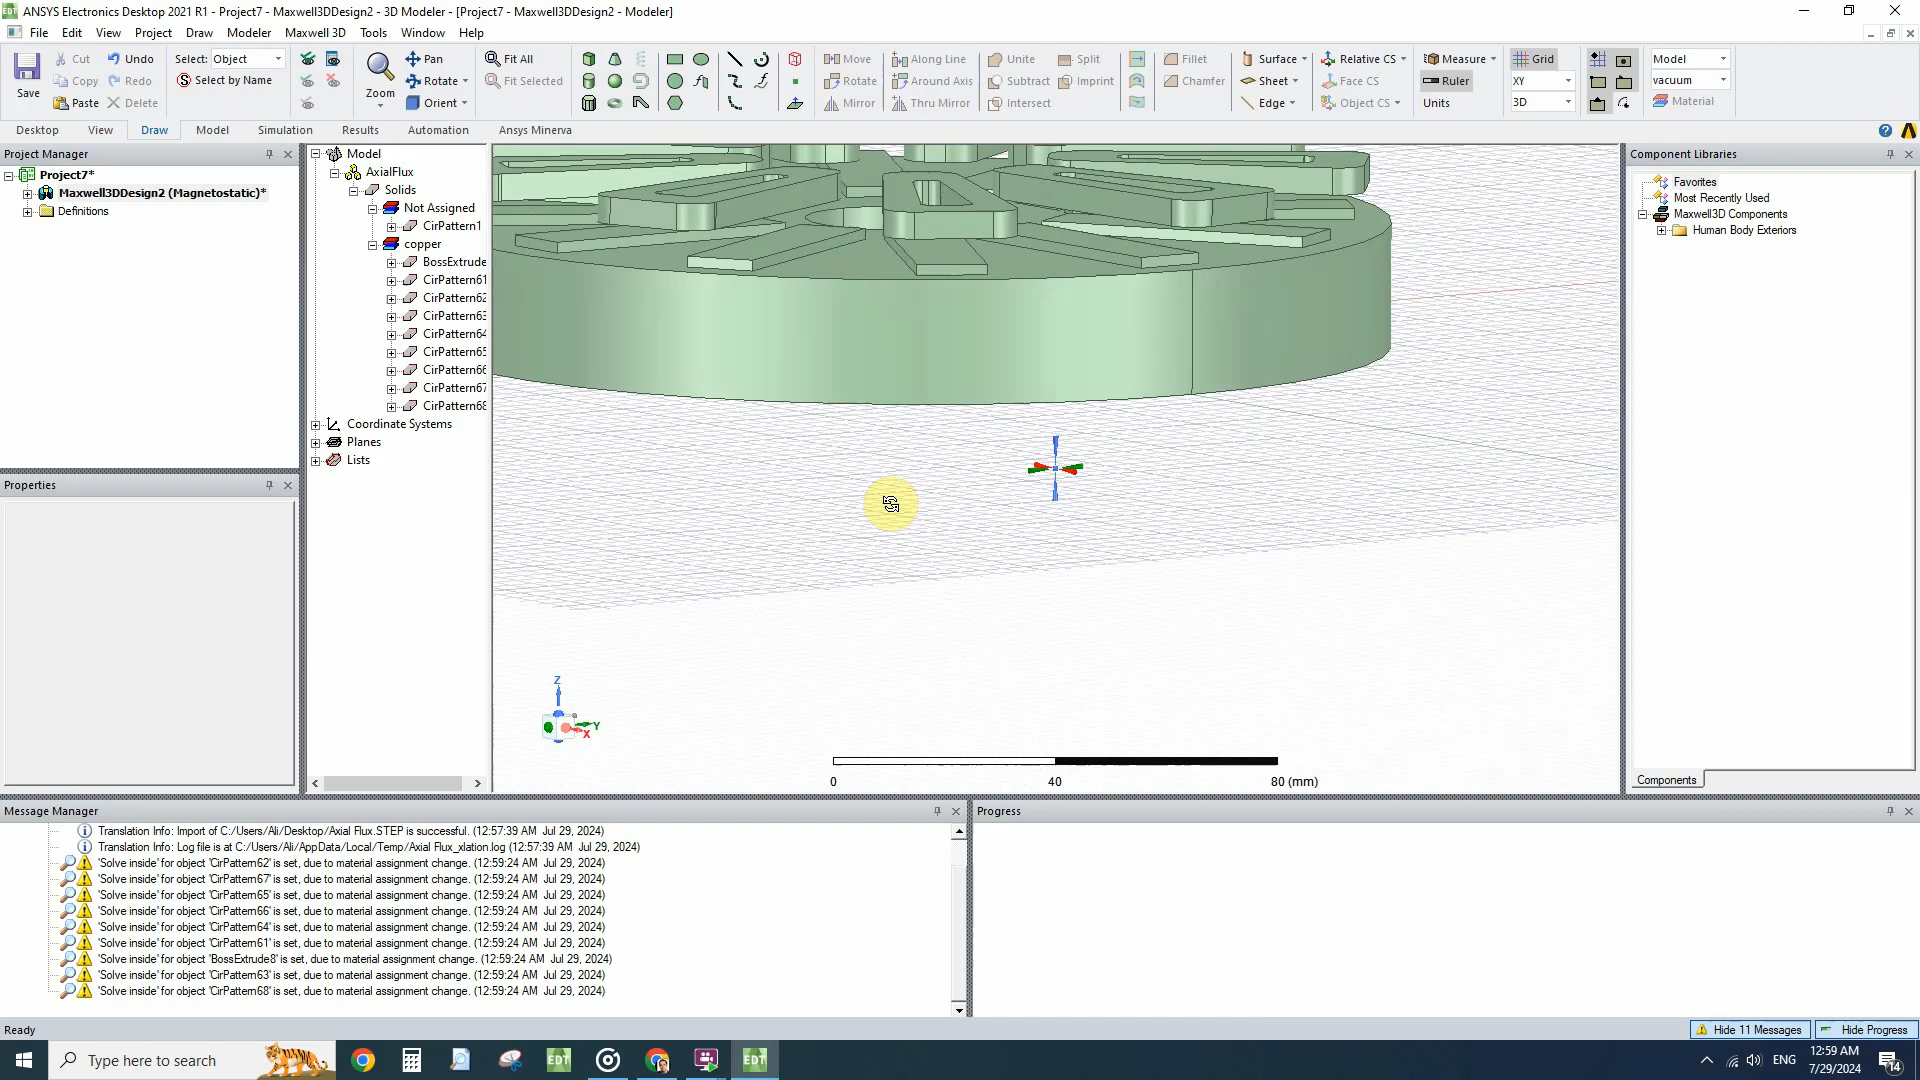 ANSYS Electronics Desktop 2021 R1 - Project7 - Maxwell3DDesign2 - 3D Modeler - [Project7 - Maxwell3DDesign2 - Modeler]
File Edit View Project Draw Modeler Maxwell 3D Tools Window Help
Save
Cut
Copy
Paste
Undo
Redo
Delete
Select: Object
Select by Name
Zoom
Pan
Rotate
Orient
Fit All
Fit Selected
Move
Rotate
Mirror
Along Line
Around Axis
Thru Mirror
Unite
Subtract
Intersect
Split
Imprint
Fillet
Chamfer
Surface
Sheet
Edge
Relative CS
Face CS
Object CS
Measure
Ruler
Units
Grid
XY
3D
Model
vacuum
Material
Desktop View Draw Model Simulation Results Automation Ansys Minerva
Project Manager
Project7*
Maxwell3DDesign2 (Magnetostatic)*
Definitions
Properties
Model
AxialFlux
Solids
Not Assigned
CirPattern1
copper
BossExtrude
CirPattern61
CirPattern62
CirPattern63
CirPattern64
CirPattern65
CirPattern66
CirPattern67
CirPattern68
Coordinate Systems
Planes
Lists
Z
Y
X
0 40 80 (mm)
Component Libraries
Favorites
Most Recently Used
Maxwell3D Components
Human Body Exteriors
Components
Message Manager
Translation Info: Import of C:/Users/Ali/Desktop/Axial Flux.STEP is successful. (12:57:39 AM Jul 29, 2024)
Translation Info: Log file is at C:/Users/Ali/AppData/Local/Temp/Axial Flux_xlation.log (12:57:39 AM Jul 29, 2024)
'Solve inside' for object 'CirPattern62' is set, due to material assignment change. (12:59:24 AM Jul 29, 2024)
'Solve inside' for object 'CirPattern67' is set, due to material assignment change. (12:59:24 AM Jul 29, 2024)
'Solve inside' for object 'CirPattern65' is set, due to material assignment change. (12:59:24 AM Jul 29, 2024)
'Solve inside' for object 'CirPattern66' is set, due to material assignment change. (12:59:24 AM Jul 29, 2024)
'Solve inside' for object 'CirPattern64' is set, due to material assignment change. (12:59:24 AM Jul 29, 2024)
'Solve inside' for object 'CirPattern61' is set, due to material assignment change. (12:59:24 AM Jul 29, 2024)
'Solve inside' for object 'BossExtrude8' is set, due to material assignment change. (12:59:24 AM Jul 29, 2024)
'Solve inside' for object 'CirPattern63' is set, due to material assignment change. (12:59:24 AM Jul 29, 2024)
'Solve inside' for object 'CirPattern68' is set, due to material assignment change. (12:59:24 AM Jul 29, 2024)
Progress
Ready
Hide 11 Messages
Hide Progress
Type here to search
EDT
EDT
ENG
12:59 AM
7/29/2024
14